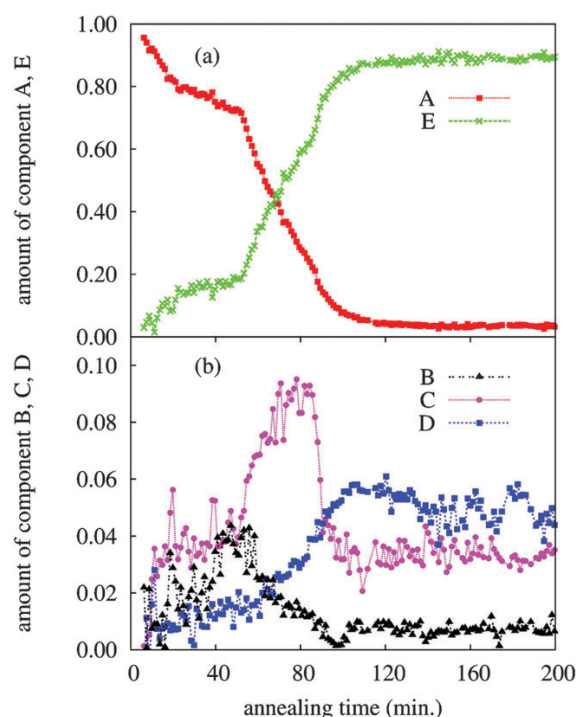 amount of component A, E
1.00
0.80
0.60
0.40
0.20
0.00
(a)
A
E
amount of component B, C, D
0.10
0.08
0.06
0.04
0.02
0.00
(b)
B
C
D
0 40 80 120 160 200
annealing time (min.)